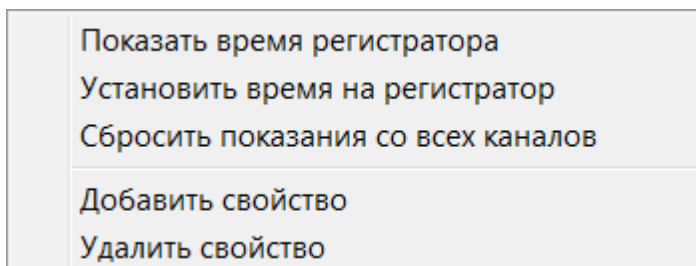 Показать время регистратора
Установить время на регистратор
Сбросить показания со всех каналов
Добавить свойство
Удалить свойство